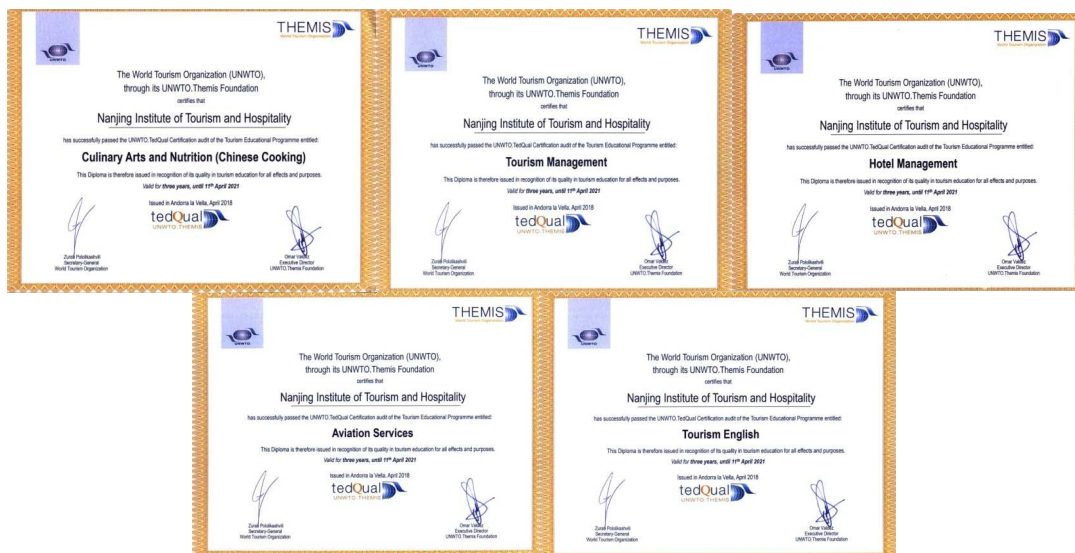 UNWTO
THEMIS
World Tourism Organization
The World Tourism Organization (UNWTO),
through its UNWTO.Themis Foundation
certifies that
Nanjing Institute of Tourism and Hospitality
has successfully passed the UNWTO.TedQual Certification audit of the Tourism Educational Programme entitled:
Culinary Arts and Nutrition (Chinese Cooking)
This Diploma is therefore issued in recognition of its quality in tourism education for all effects and purposes.
Valid for three years, until 11th April 2021
Issued in Andorra la Vella, April 2018
tedQual
UNWTO.THEMIS
Zurab Pololikashvili
Secretary-General
World Tourism Organization
Omar Valdez
Executive Director
UNWTO.Themis Foundation
UNWTO
THEMIS
World Tourism Organization
The World Tourism Organization (UNWTO),
through its UNWTO.Themis Foundation
certifies that
Nanjing Institute of Tourism and Hospitality
has successfully passed the UNWTO.TedQual Certification audit of the Tourism Educational Programme entitled:
Tourism Management
This Diploma is therefore issued in recognition of its quality in tourism education for all effects and purposes.
Valid for three years, until 11th April 2021
Issued in Andorra la Vella, April 2018
tedQual
UNWTO.THEMIS
Zurab Pololikashvili
Secretary-General
World Tourism Organization
Omar Valdez
Executive Director
UNWTO.Themis Foundation
UNWTO
THEMIS
World Tourism Organization
The World Tourism Organization (UNWTO),
through its UNWTO.Themis Foundation
certifies that
Nanjing Institute of Tourism and Hospitality
has successfully passed the UNWTO.TedQual Certification audit of the Tourism Educational Programme entitled:
Hotel Management
This Diploma is therefore issued in recognition of its quality in tourism education for all effects and purposes.
Valid for three years, until 11th April 2021
Issued in Andorra la Vella, April 2018
tedQual
UNWTO.THEMIS
Zurab Pololikashvili
Secretary-General
World Tourism Organization
Omar Valdez
Executive Director
UNWTO.Themis Foundation
UNWTO
THEMIS
World Tourism Organization
The World Tourism Organization (UNWTO),
through its UNWTO.Themis Foundation
certifies that
Nanjing Institute of Tourism and Hospitality
has successfully passed the UNWTO.TedQual Certification audit of the Tourism Educational Programme entitled:
Aviation Services
This Diploma is therefore issued in recognition of its quality in tourism education for all effects and purposes.
Valid for three years, until 11th April 2021
Issued in Andorra la Vella, April 2018
tedQual
UNWTO.THEMIS
Zurab Pololikashvili
Secretary-General
World Tourism Organization
Omar Valdez
Executive Director
UNWTO.Themis Foundation
UNWTO
THEMIS
World Tourism Organization
The World Tourism Organization (UNWTO),
through its UNWTO.Themis Foundation
certifies that
Nanjing Institute of Tourism and Hospitality
has successfully passed the UNWTO.TedQual Certification audit of the Tourism Educational Programme entitled:
Tourism English
This Diploma is therefore issued in recognition of its quality in tourism education for all effects and purposes.
Valid for three years, until 11th April 2021
Issued in Andorra la Vella, April 2018
tedQual
UNWTO.THEMIS
Zurab Pololikashvili
Secretary-General
World Tourism Organization
Omar Valdez
Executive Director
UNWTO.Themis Foundation